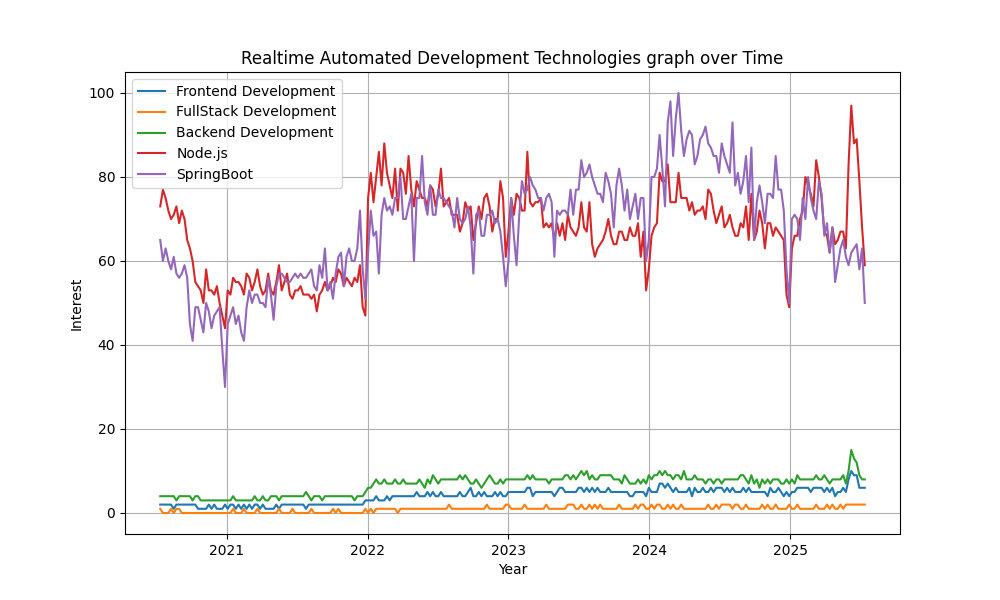 Realtime Automated Development Technologies graph over Time
100
80
60
40
20
0
Interest
Frontend Development
FullStack Development
Backend Development
Node.js
SpringBoot
2021
2022
2023
2024
2025
Year